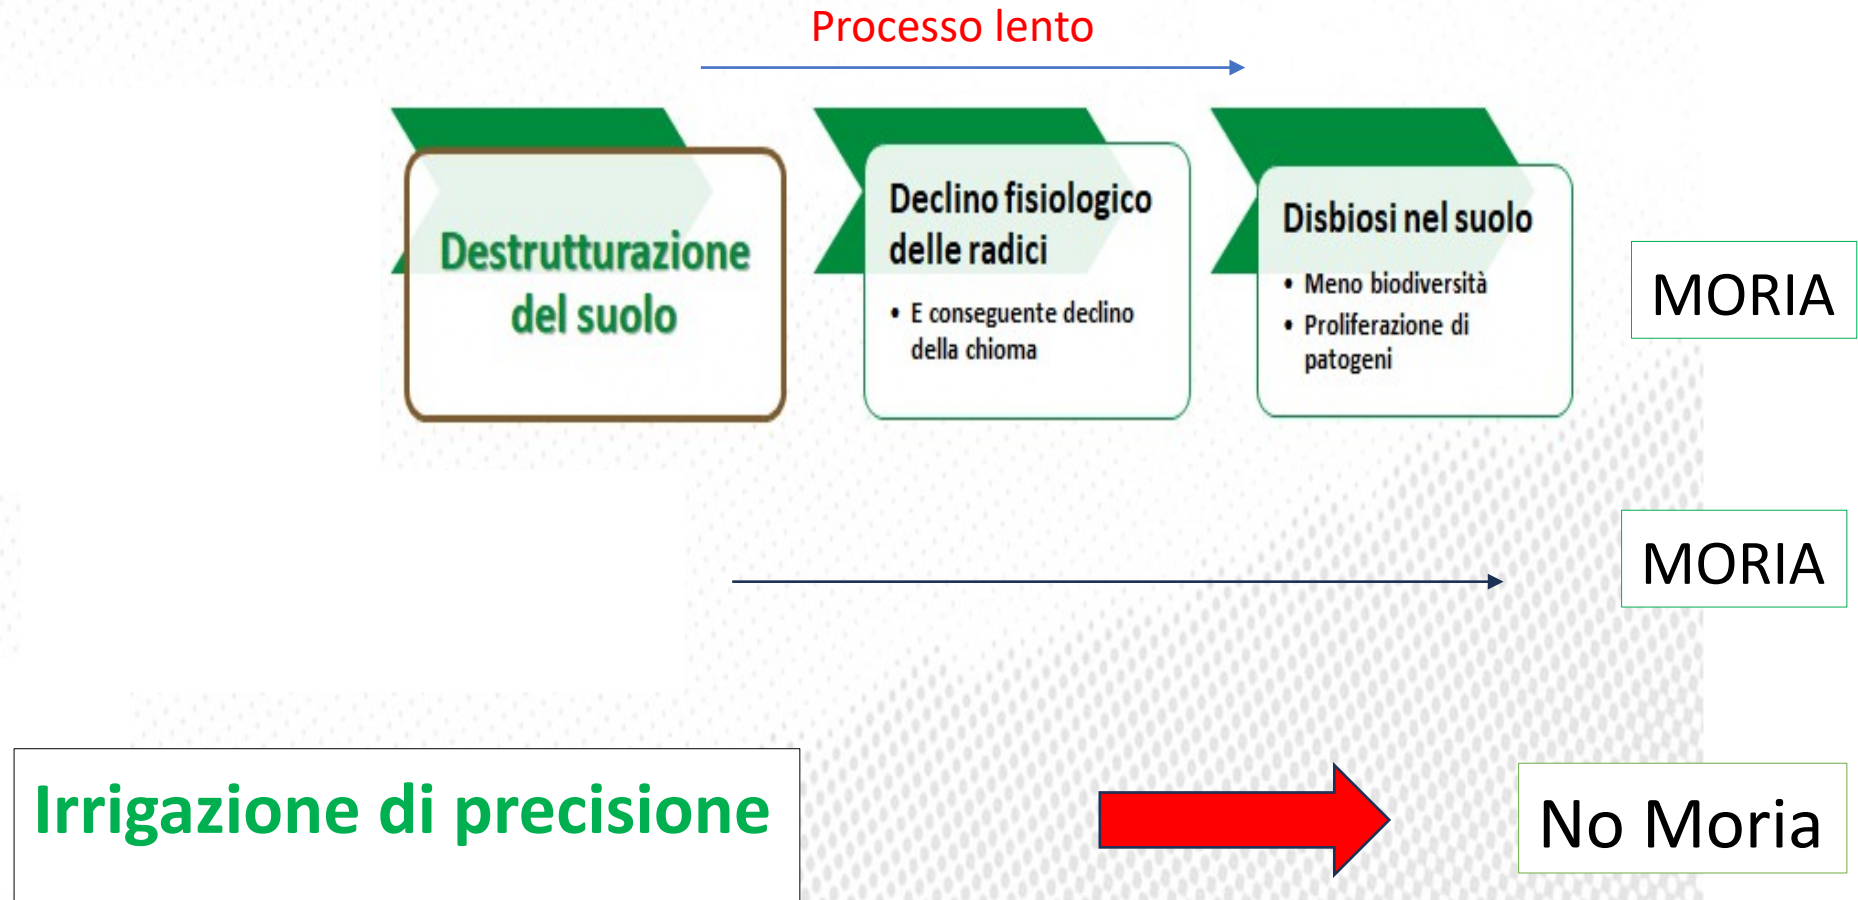 Processo lento
Destrutturazione
del suolo
Declino fisiologico
delle radici
• E conseguente declino
della chioma
Disbiosi nel suolo
• Meno biodiversità
• Proliferazione di
patogeni
MORIA
MORIA
Irrigazione di precisione
No Moria